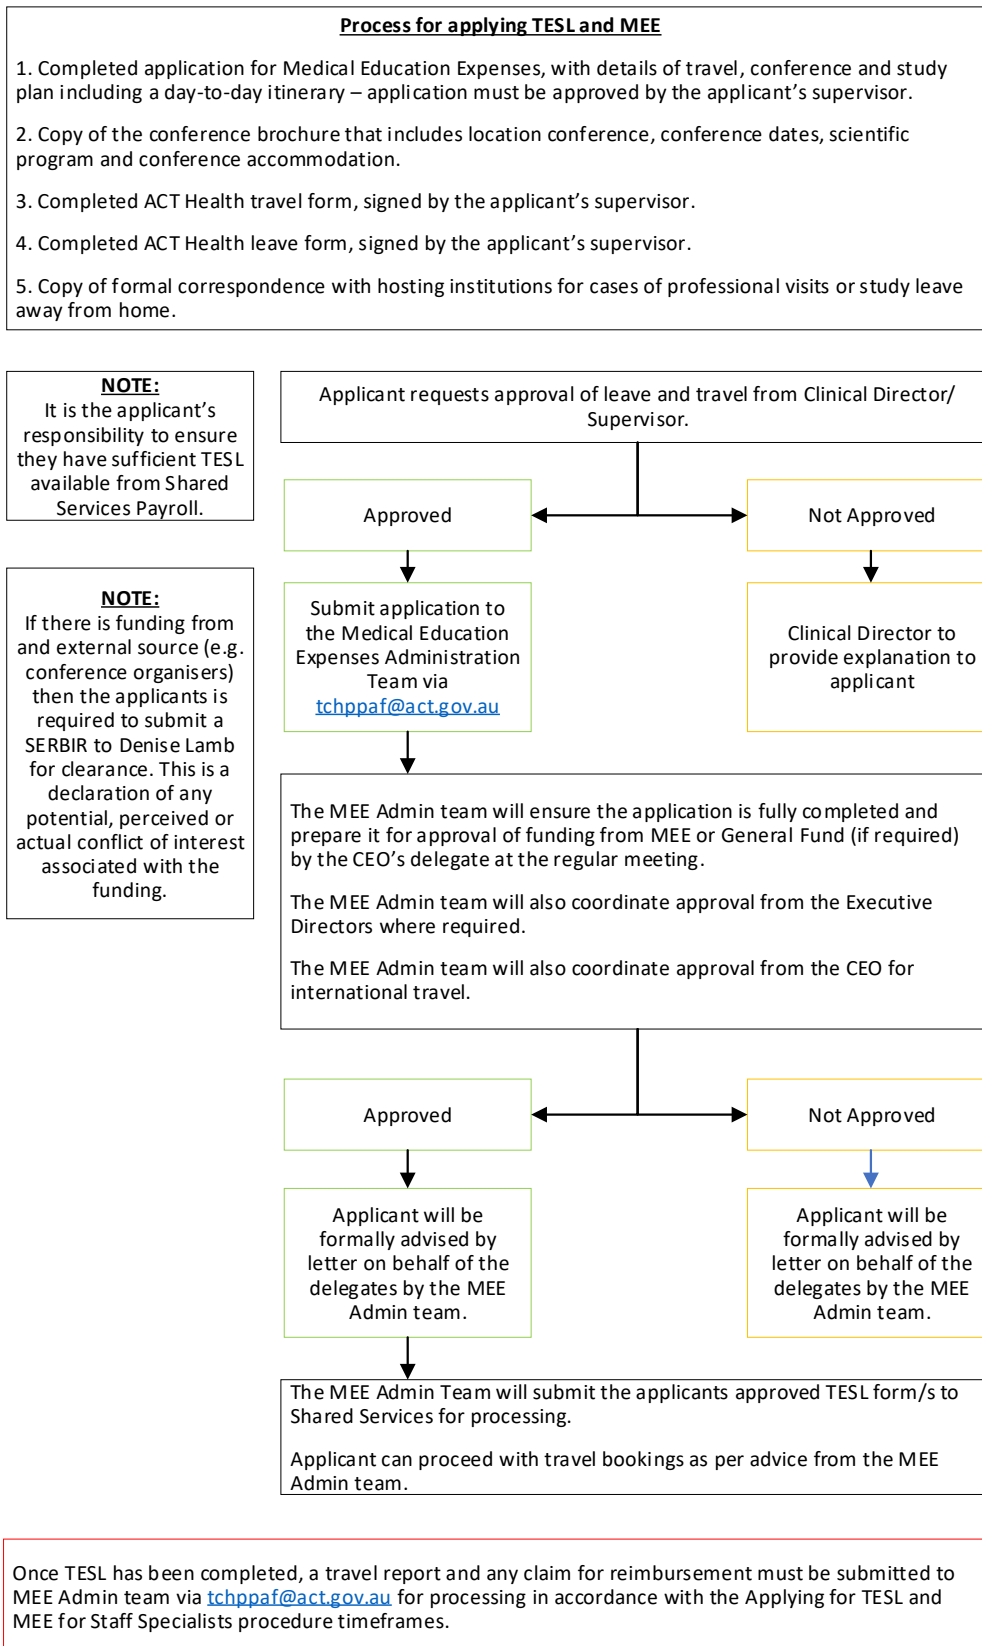 Process for applying TESL and MEE
1. Completed application for Medical Education Expenses, with details of travel, conference and study
plan including a day-to-day itinerary – application must be approved by the applicant's supervisor.
2. Copy of the conference brochure that includes location conference, conference dates, scientific
program and conference accommodation.
3. Completed ACT Health travel form, signed by the applicant's supervisor.
4. Completed ACT Health leave form, signed by the applicant's supervisor.
5. Copy of formal correspondence with hosting institutions for cases of professional visits or study leave
away from home.
NOTE:
It is the applicant's
responsibility to ensure
they have sufficient TESL
available from Shared
Services Payroll.
Applicant requests approval of leave and travel from Clinical Director/
Supervisor.
Approved
Not Approved
NOTE:
If there is funding from
and external source (e.g.
conference organisers)
then the applicants is
required to submit a
SERBIR to Denise Lamb
for clearance. This is a
declaration of any
potential, perceived or
actual conflict of interest
associated with the
funding.
Submit application to
the Medical Education
Expenses Administration
Team via
tchppaf@act.gov.au
Clinical Director to
provide explanation to
applicant
The MEE Admin team will ensure the application is fully completed and
prepare it for approval of funding from MEE or General Fund (if required)
by the CEO's delegate at the regular meeting.
The MEE Admin team will also coordinate approval from the Executive
Directors where required.
The MEE Admin team will also coordinate approval from the CEO for
international travel.
Approved
Not Approved
Applicant will be
formally advised by
letter on behalf of the
delegates by the MEE
Admin team.
Applicant will be
formally advised by
letter on behalf of the
delegates by the MEE
Admin team.
The MEE Admin Team will submit the applicants approved TESL form/s to
Shared Services for processing.
Applicant can proceed with travel bookings as per advice from the MEE
Admin team.
Once TESL has been completed, a travel report and any claim for reimbursement must be submitted to
MEE Admin team via tchppaf@act.gov.au for processing in accordance with the Applying for TESL and
MEE for Staff Specialists procedure timeframes.